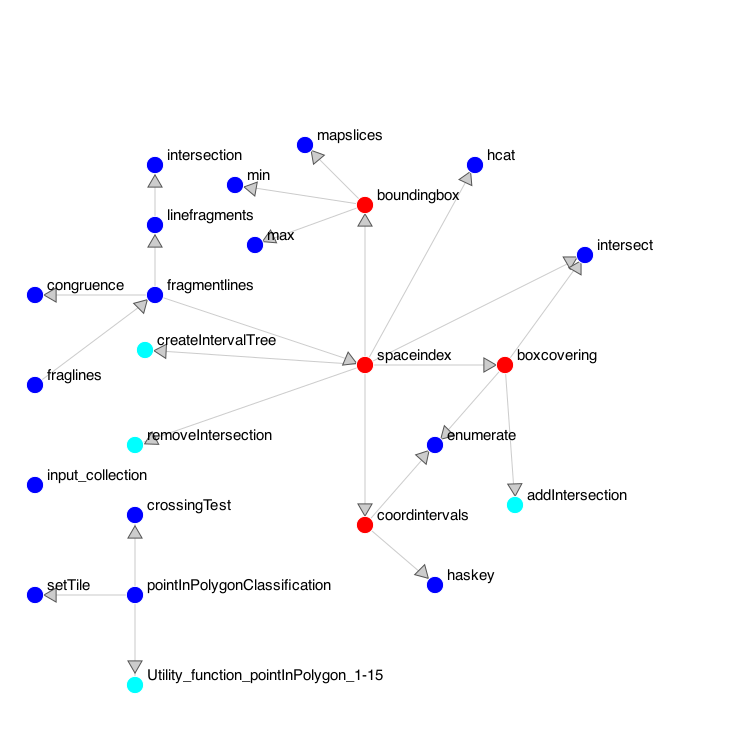 mapslices
intersection
hcat
min
boundingbox
linefragments
max
intersect
congruence
fragmentlines
createIntervalTree
spaceindex
boxcovering
fraglines
removeIntersection
enumerate
input_collection
addIntersection
crossingTest
coordintervals
haskey
setTile
pointInPolygonClassification
Utility_function_pointInPolygon_1-15